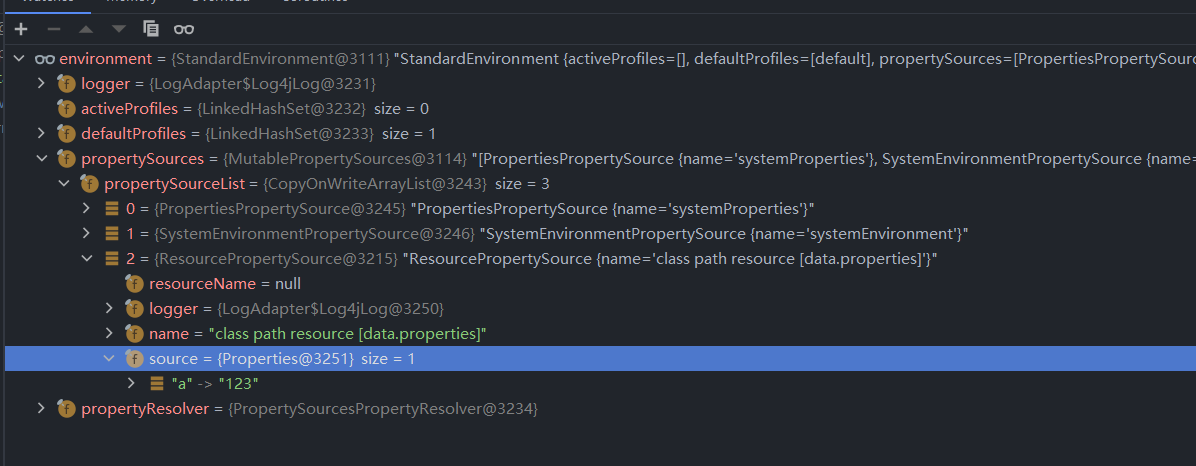 environment = {StandardEnvironment@3111} "StandardEnvironment {activeProfiles=[], defaultProfiles=[default], propertySources=[PropertiesPropertySourc
logger = {LogAdapter$Log4jLog@3231}
activeProfiles = {LinkedHashSet@3232} size = 0
defaultProfiles = {LinkedHashSet@3233} size = 1
propertySources = {MutablePropertySources@3114} "[PropertiesPropertySource {name='systemProperties'}, SystemEnvironmentPropertySource {name=
propertySourceList = {CopyOnWriteArrayList@3243} size = 3
0 = {PropertiesPropertySource@3245} "PropertiesPropertySource {name='systemProperties'}"
1 = {SystemEnvironmentPropertySource@3246} "SystemEnvironmentPropertySource {name='systemEnvironment'}"
2 = {ResourcePropertySource@3215} "ResourcePropertySource {name='class path resource [data.properties]'}"
resourceName = null
logger = {LogAdapter$Log4jLog@3250}
name = "class path resource [data.properties]"
source = {Properties@3251} size = 1
"a" -> "123"
propertyResolver = {PropertySourcesPropertyResolver@3234}